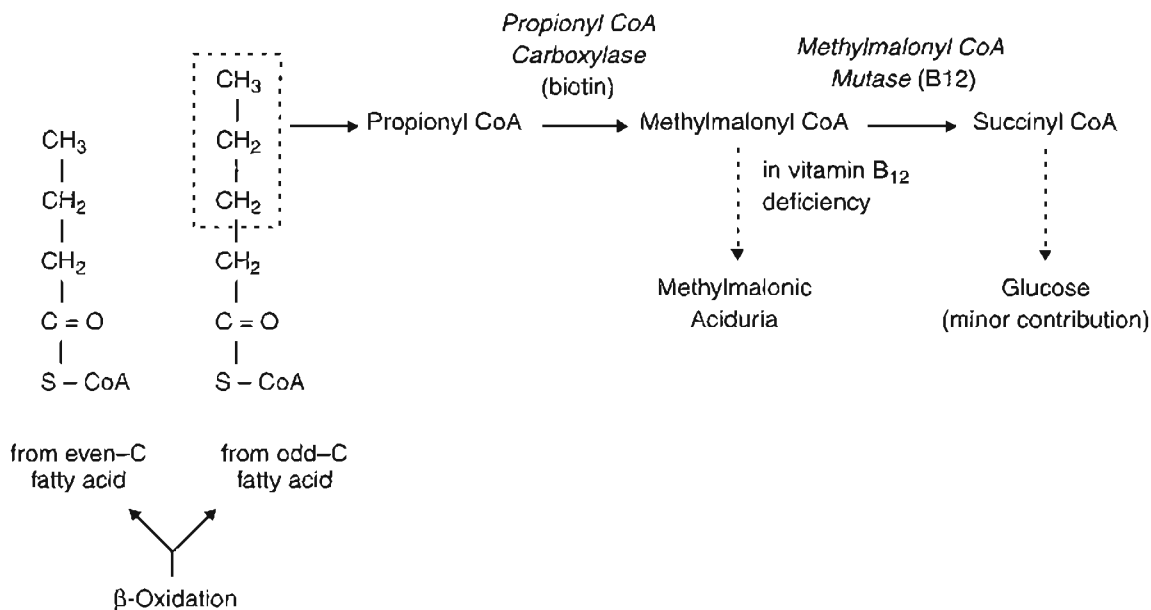 Propionyl CoA
Carboxylase
(biotin)
Methylmalonyl CoA
Mutase (B12)
CH₃
CH₂
CH₂
CH₂
C = O
S – CoA
Propionyl CoA
Methylmalonyl CoA
Succinyl CoA
CH₃
CH₂
CH₂
C = O
S – CoA
in vitamin B₁₂
deficiency
Methylmalonic
Aciduria
Glucose
(minor contribution)
from even–C
fatty acid
from odd–C
fatty acid
β-Oxidation